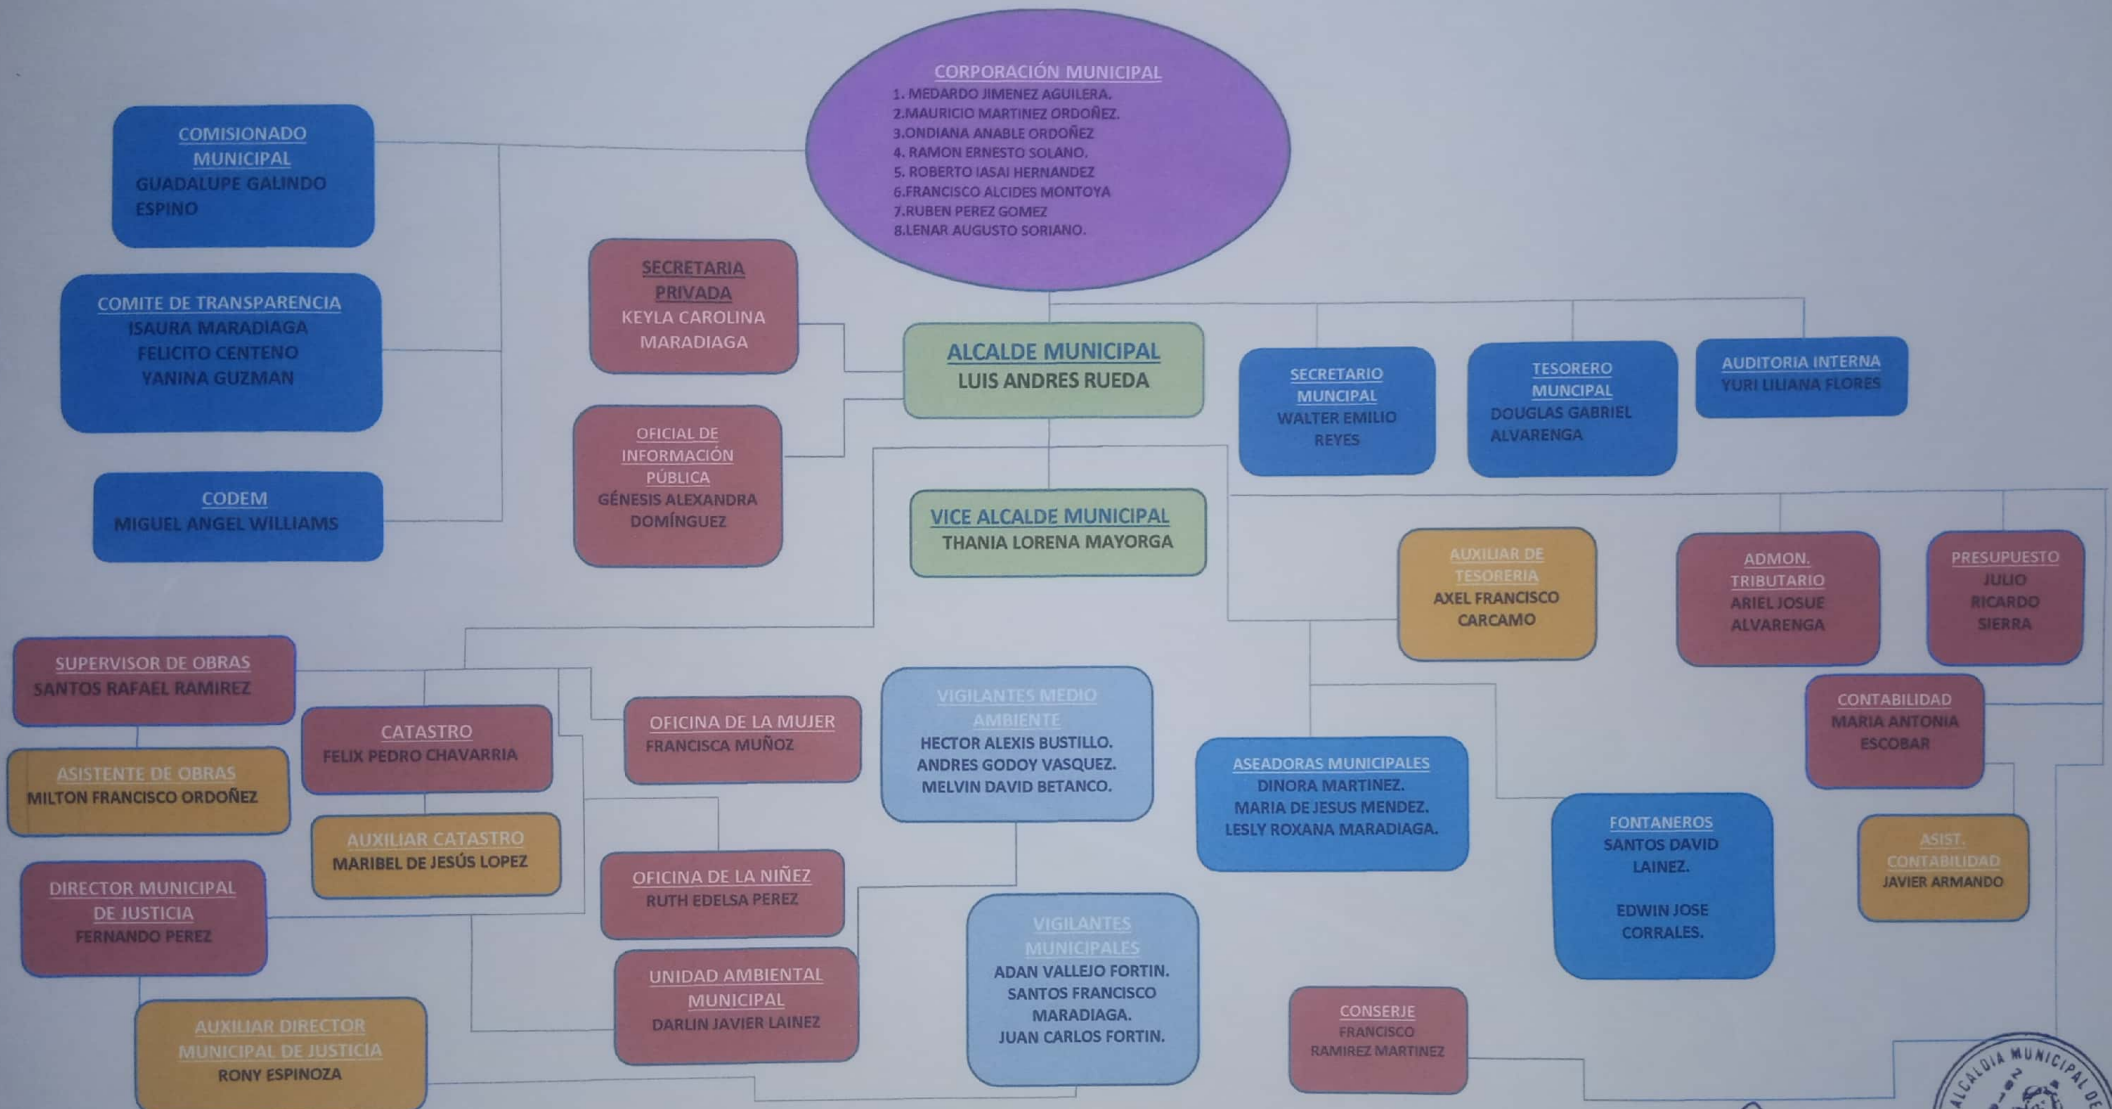 CORPORACIÓN MUNICIPAL
1. MEDARDO JIMENEZ AGUILERA.
2.MAURICIO MARTINEZ ORDOÑEZ.
3.ONDIANA ANABLE ORDOÑEZ
4. RAMON ERNESTO SOLANO.
5. ROBERTO IASAI HERNANDEZ
6.FRANCISCO ALCIDES MONTOYA
7.RUBEN PEREZ GOMEZ
8.LENAR AUGUSTO SORIANO.
COMISIONADO
MUNICIPAL
GUADALUPE GALINDO
ESPINO
COMITE DE TRANSPARENCIA
ISAURA MARADIAGA
FELICITO CENTENO
YANINA GUZMAN
CODEM
MIGUEL ANGEL WILLIAMS
SECRETARIA
PRIVADA
KEYLA CAROLINA
MARADIAGA
OFICIAL DE
INFORMACIÓN
PÚBLICA
GÉNESIS ALEXANDRA
DOMÍNGUEZ
ALCALDE MUNICIPAL
LUIS ANDRES RUEDA
VICE ALCALDE MUNICIPAL
THANIA LORENA MAYORGA
SECRETARIO
MUNCIPAL
WALTER EMILIO
REYES
TESORERO
MUNCIPAL
DOUGLAS GABRIEL
ALVARENGA
AUDITORIA INTERNA
YURI LILIANA FLORES
AUXILIAR DE
TESORERIA
AXEL FRANCISCO
CARCAMO
ADMON.
TRIBUTARIO
ARIEL JOSUE
ALVARENGA
PRESUPUESTO
JULIO
RICARDO
SIERRA
SUPERVISOR DE OBRAS
SANTOS RAFAEL RAMIREZ
ASISTENTE DE OBRAS
MILTON FRANCISCO ORDOÑEZ
CATASTRO
FELIX PEDRO CHAVARRIA
AUXILIAR CATASTRO
MARIBEL DE JESÚS LOPEZ
DIRECTOR MUNICIPAL
DE JUSTICIA
FERNANDO PEREZ
AUXILIAR DIRECTOR
MUNICIPAL DE JUSTICIA
RONY ESPINOZA
OFICINA DE LA MUJER
FRANCISCA MUÑOZ
OFICINA DE LA NIÑEZ
RUTH EDELSA PEREZ
UNIDAD AMBIENTAL
MUNICIPAL
DARLIN JAVIER LAINEZ
VIGILANTES MEDIO
AMBIENTE
HECTOR ALEXIS BUSTILLO.
ANDRES GODOY VASQUEZ.
MELVIN DAVID BETANCO.
VIGILANTES
MUNICIPALES
ADAN VALLEJO FORTIN.
SANTOS FRANCISCO
MARADIAGA.
JUAN CARLOS FORTIN.
ASEADORAS MUNICIPALES
DINORA MARTINEZ.
MARIA DE JESUS MENDEZ.
LESLY ROXANA MARADIAGA.
FONTANEROS
SANTOS DAVID
LAINEZ.
EDWIN JOSE
CORRALES.
CONTABILIDAD
MARIA ANTONIA
ESCOBAR
ASIST.
CONTABILIDAD
JAVIER ARMANDO
CONSERJE
FRANCISCO
RAMIREZ MARTINEZ
ALCALDIA MUNICIPAL DE